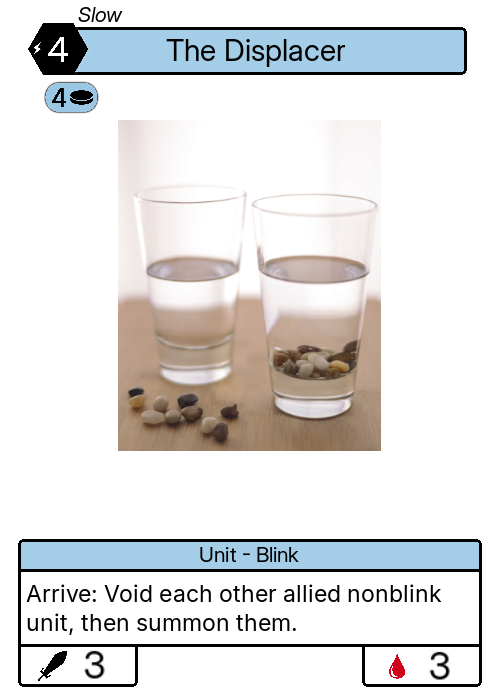 Slow
4 The Displacer
4
Unit - Blink
Arrive: Void each other allied nonblink
unit, then summon them.
3 3